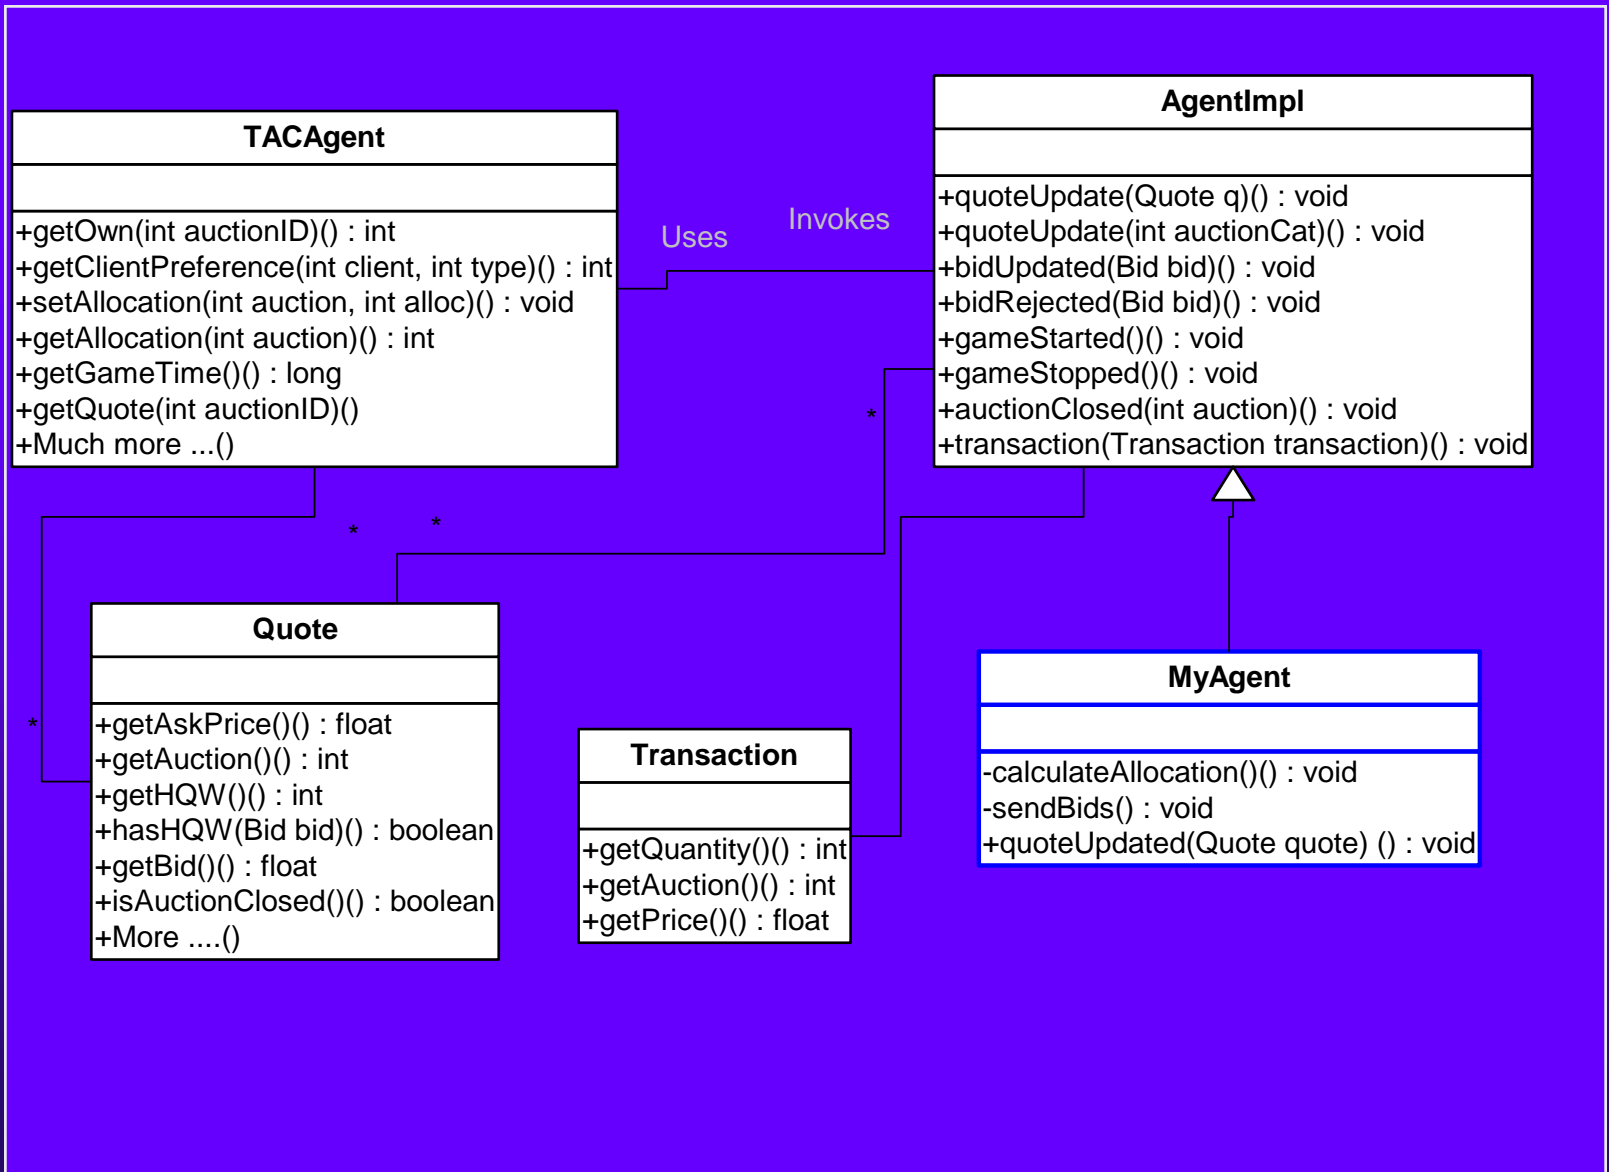 TACAgent
+getOwn(int auctionID)() : int
+getClientPreference(int client, int type)() : int
+setAllocation(int auction, int alloc)() : void
+getAllocation(int auction)() : int
+getGameTime()() : long
+getQuote(int auctionID)()
+Much more ...()
Uses
Invokes
AgentImpl
+quoteUpdate(Quote q)() : void
+quoteUpdate(int auctionCat)() : void
+bidUpdated(Bid bid)() : void
+bidRejected(Bid bid)() : void
+gameStarted()() : void
+gameStopped()() : void
+auctionClosed(int auction)() : void
+transaction(Transaction transaction)() : void
*
*
*
*
Quote
+getAskPrice()() : float
+getAuction()() : int
+getHQW()() : int
+hasHQW(Bid bid)() : boolean
+getBid()() : float
+isAuctionClosed()() : boolean
+More ....()
Transaction
+getQuantity()() : int
+getAuction()() : int
+getPrice()() : float
MyAgent
-calculateAllocation()() : void
-sendBids() : void
+quoteUpdated(Quote quote) () : void